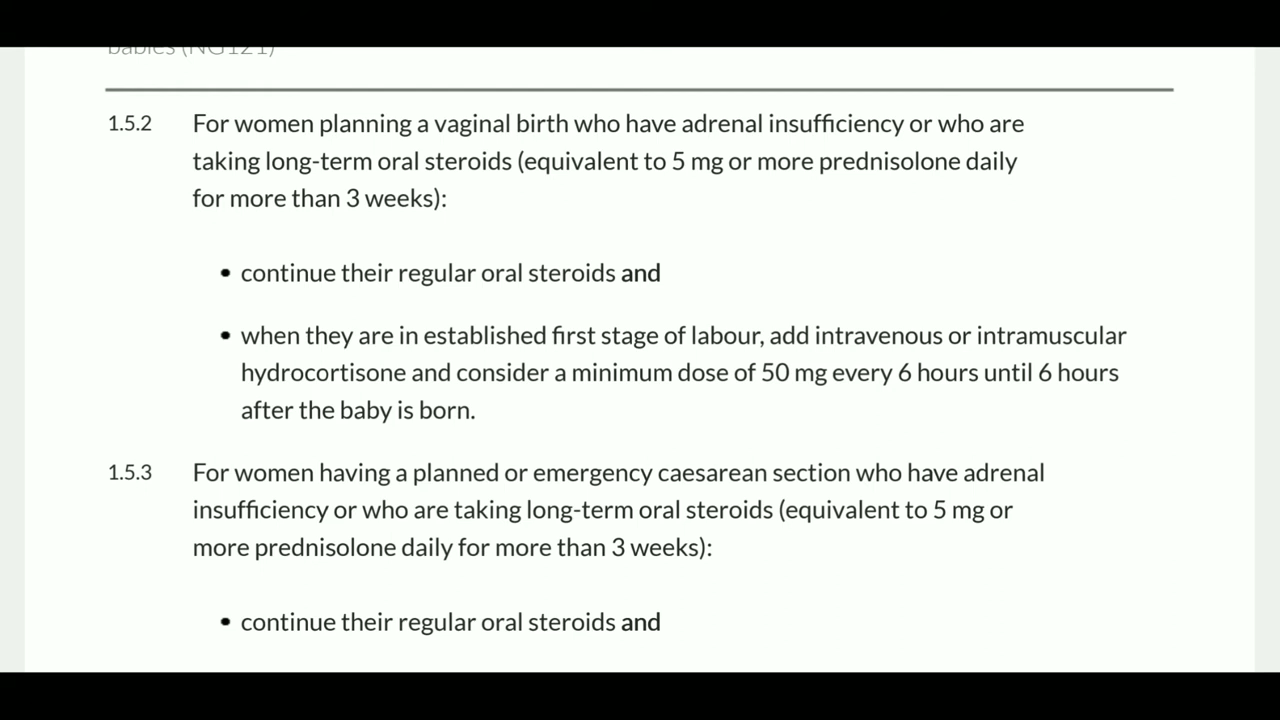 babies (NG121)
1.5.2 For women planning a vaginal birth who have adrenal insufficiency or who are
taking long-term oral steroids (equivalent to 5 mg or more prednisolone daily
for more than 3 weeks):
• continue their regular oral steroids and
• when they are in established first stage of labour, add intravenous or intramuscular
hydrocortisone and consider a minimum dose of 50 mg every 6 hours until 6 hours
after the baby is born.
1.5.3 For women having a planned or emergency caesarean section who have adrenal
insufficiency or who are taking long-term oral steroids (equivalent to 5 mg or
more prednisolone daily for more than 3 weeks):
• continue their regular oral steroids and